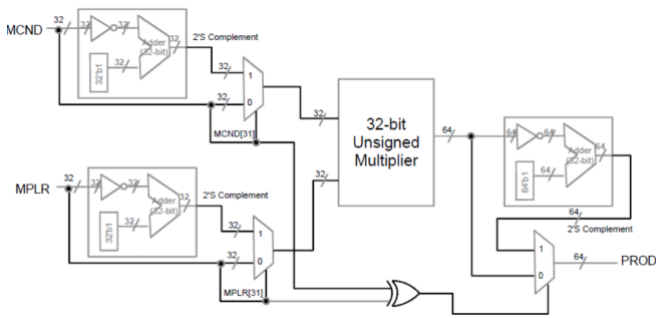 MCND
32
32
32
Adder
(32-bit)
32
32
32'b1
2'S Complement
32
1
32
0
MCND[31]
32
32-bit
Unsigned
Multiplier
64
64
64
Adder
(32-bit)
64
64
64'b1
64
2'S Complement
MPLR
32
32
32
Adder
(32-bit)
32
32
32'b1
2'S Complement
32
32
1
32
0
MPLR[31]
1
0
64
PROD